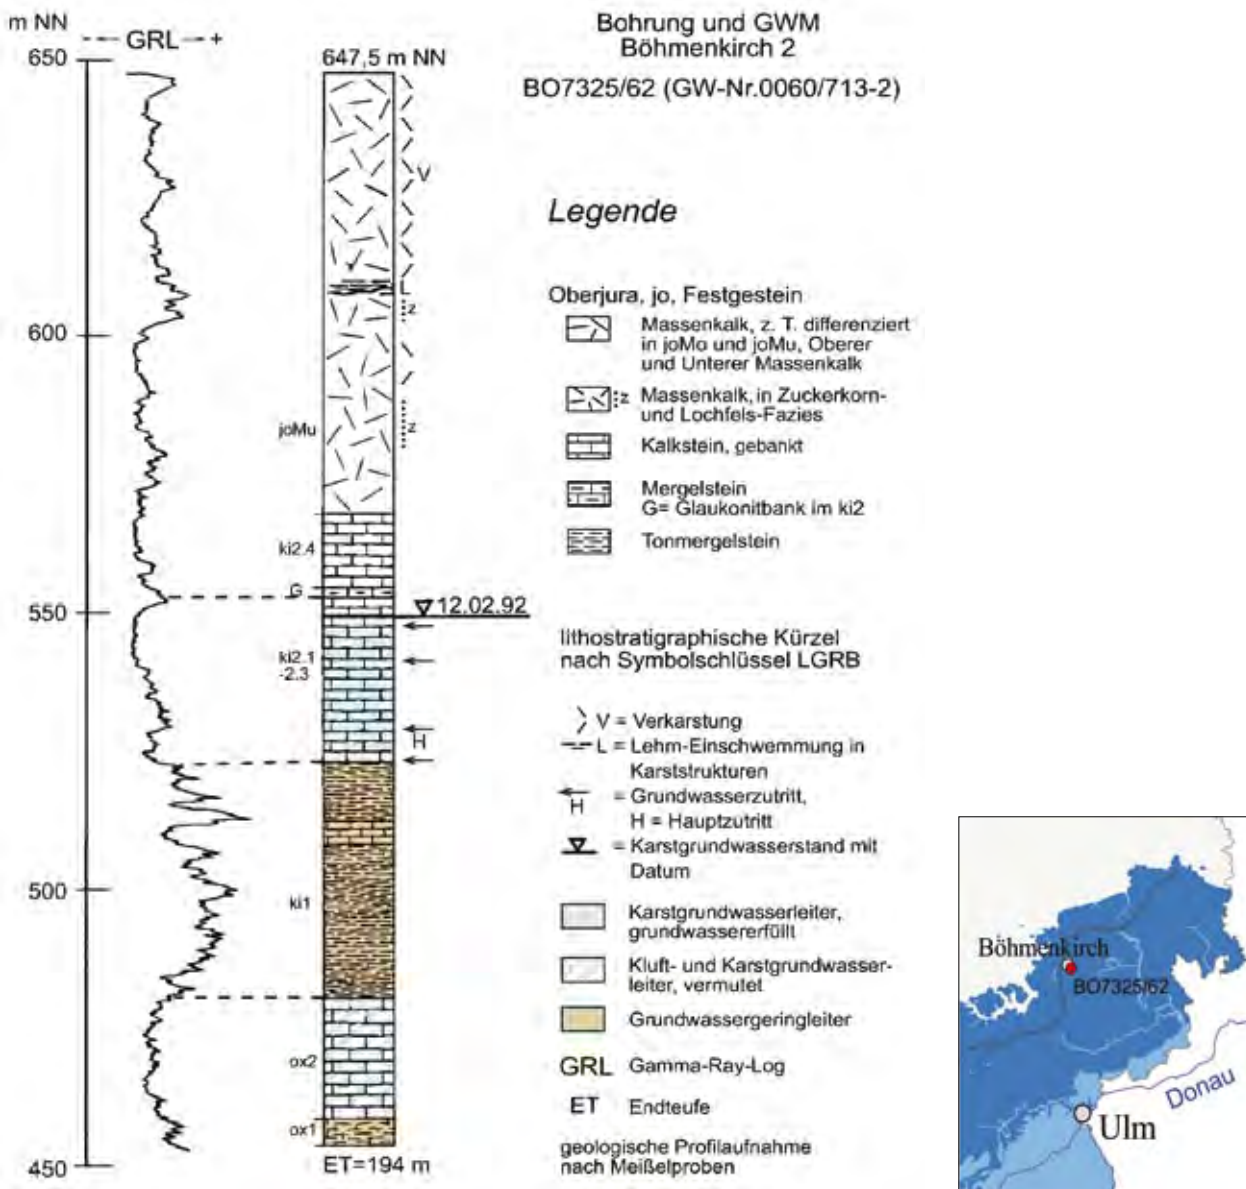 m NN
- GRL +
650
600
550
500
450
647,5 m NN
V
L
z
z
joMu
ki2.4
G
12.02.92
ki2.1
-2.3
H
ki1
ox2
ox1
ET=194 m
Bohrung und GWM
Böhmenkirch 2
BO7325/62 (GW-Nr.0060/713-2)
Legende
Oberjura, jo, Festgestein
Massenkalk, z. T. differenziert
in joMo und joMu, Oberer
und Unterer Massenkalk
z Massenkalk, in Zuckerkorn-
und Lochfels-Fazies
Kalkstein, gebankt
Mergelstein
G= Glaukonitbank im ki2
Tonmergelstein
lithostratigraphische Kürzel
nach Symbolschlüssel LGRB
V = Verkarstung
L = Lehm-Einschwemmung in
Karststrukturen
= Grundwasserzutritt,
H
H = Hauptzutritt
= Karstgrundwasserstand mit
Datum
Karstgrundwasserleiter,
grundwassererfüllt
Kluft- und Karstgrundwasser-
leiter, vermutet
Grundwassergeringleiter
GRL Gamma-Ray-Log
ET Endteufe
geologische Profilaufnahme
nach Meißelproben
Böhmenkirch
BO7325/62
Donau
Ulm